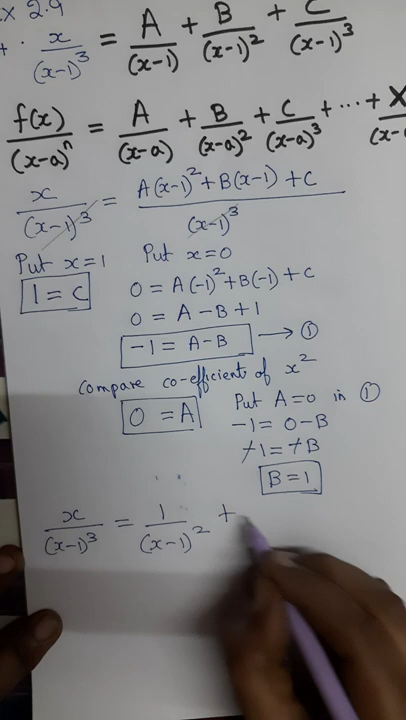 Ex 2.9
x/(x-1)³ = A/(x-1) + B/(x-1)² + C/(x-1)³
f(x)/(x-a)ⁿ = A/(x-a) + B/(x-a)² + C/(x-a)³ + ... + X/(x-a
x/(x-1)³ = A(x-1)² + B(x-1) + C/(x-1)³
Put x=1 Put x=0
1 = C 0 = A(-1)² + B(-1) + C
0 = A - B + 1
-1 = A-B → ①
Compare co-efficient of x²
0 = A Put A=0 in ①
-1 = 0-B
-1 = -B
B = 1
x/(x-1)³ = 1/(x-1)² +